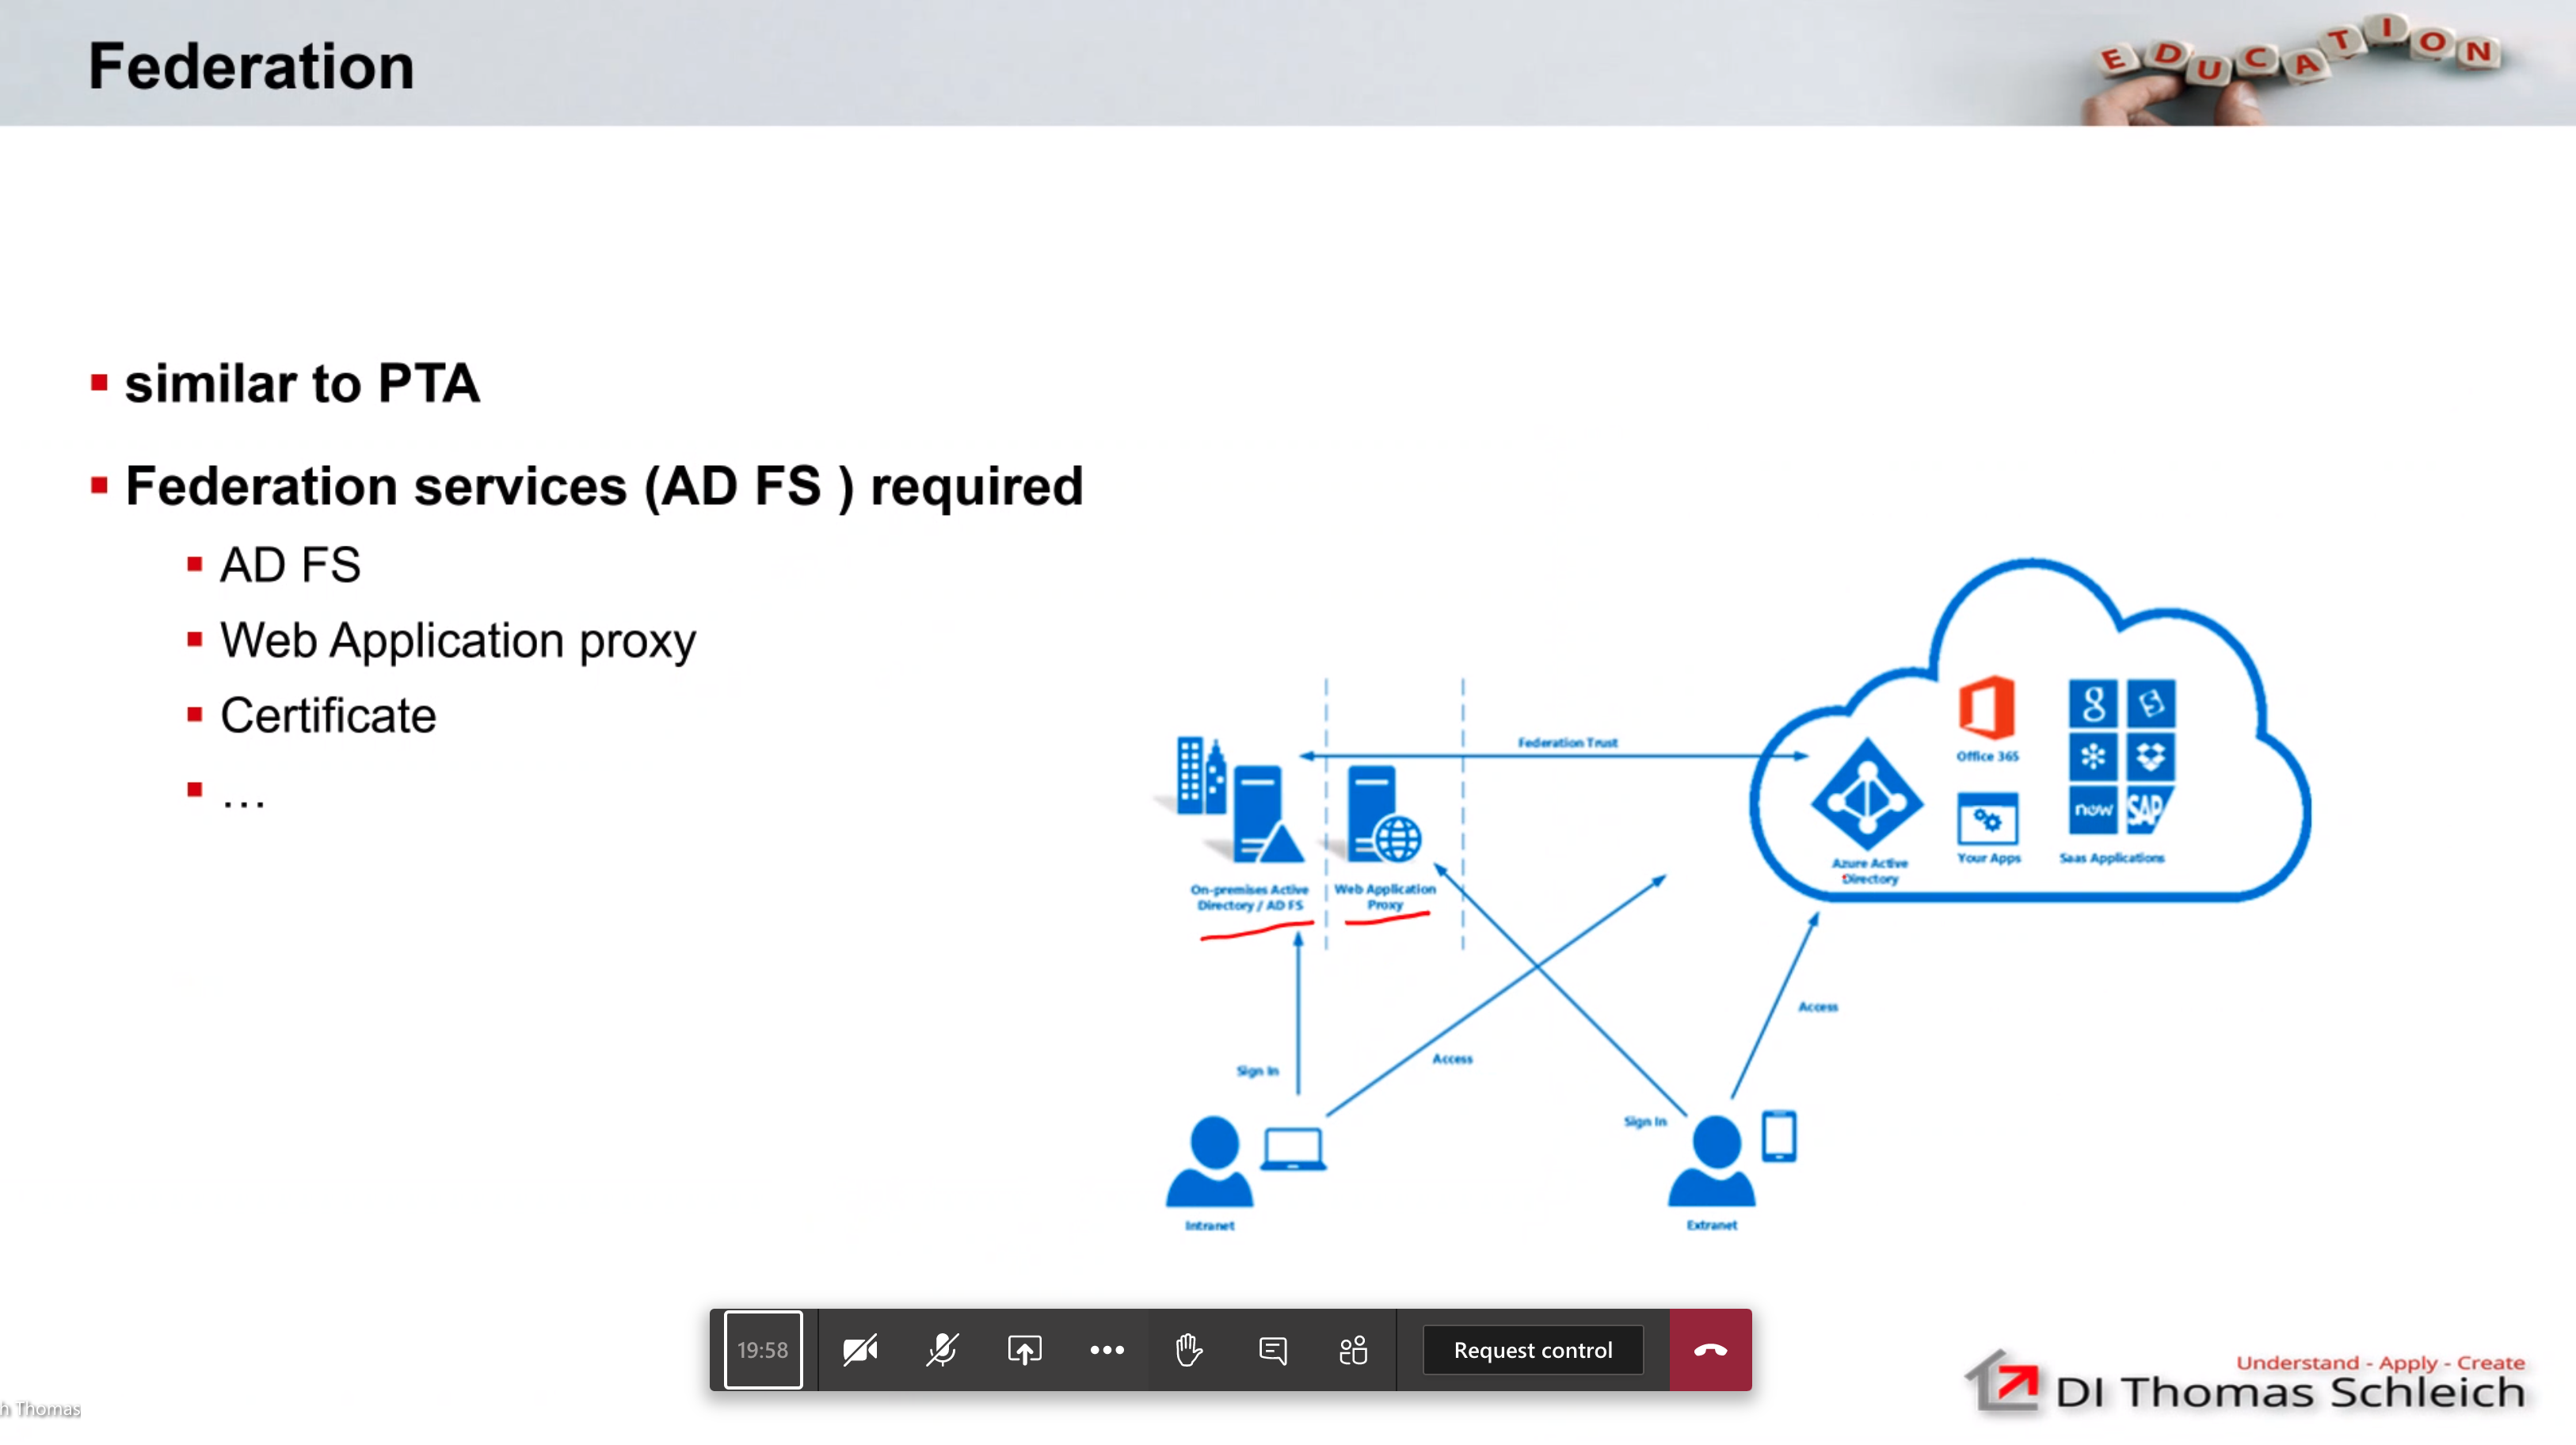 Federation
EDUCATION
similar to PTA
Federation services (AD FS ) required
AD FS
Web Application proxy
Certificate
...
Federation Trust
Office 365
g
S
now
SAP
Azure Active
Directory
Your Apps
Saas Applications
On-premises Active
Directory / AD FS
Web Application
Proxy
Access
Access
Sign In
Sign In
Intranet
Extranet
19:58
Request control
Understand - Apply - Create
DI Thomas Schleich
h Thomas